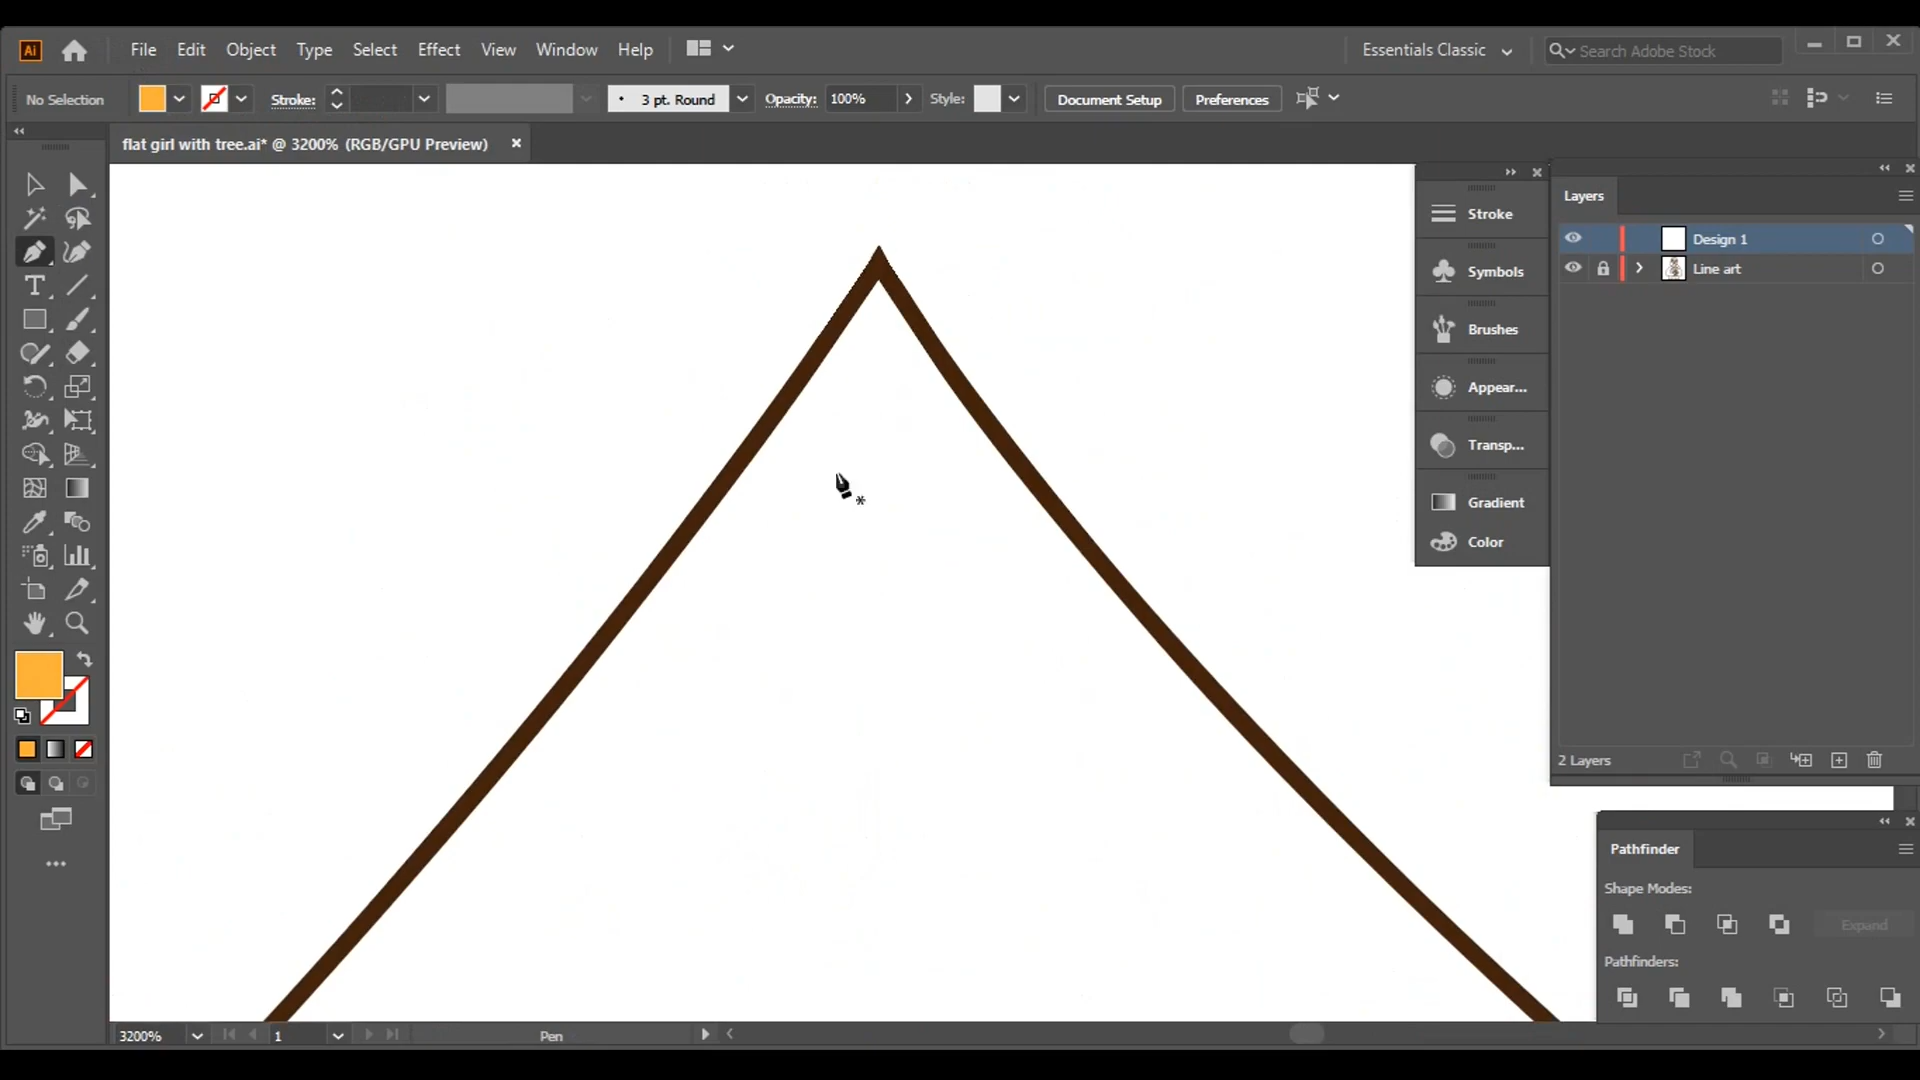 Ai File Edit Object Type Select Effect View Window Help Essentials Classic Search Adobe Stock
No Selection Stroke: 3 pt. Round Opacity: 100% Style: Document Setup Preferences
flat girl with tree.ai* @ 3200% (RGB/GPU Preview)
Layers
Stroke
Design 1
Line art
Symbols
Brushes
Appear...
Transp...
Gradient
Color
2 Layers
Pathfinder
Shape Modes:
Expand
Pathfinders:
3200% 1 Pen